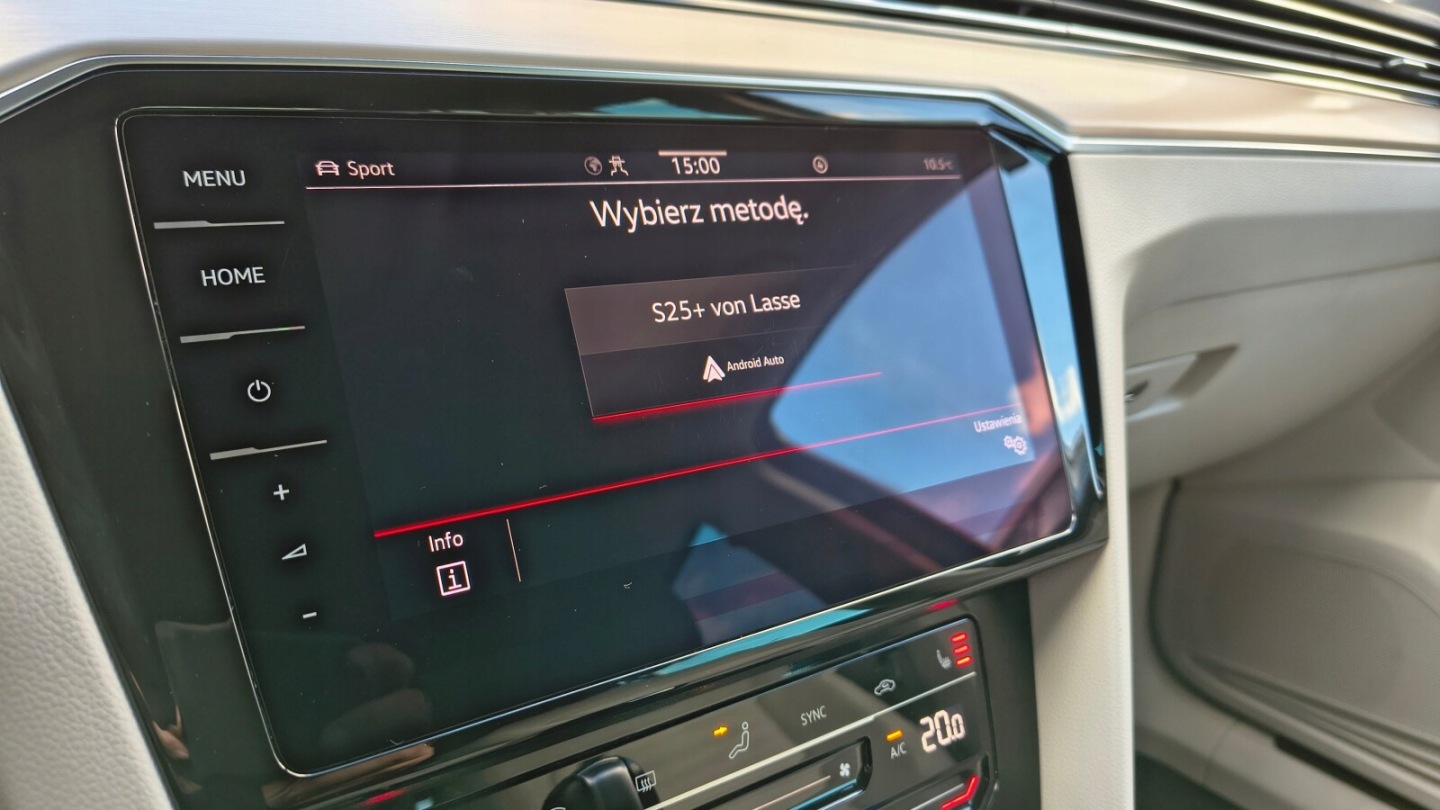 MENU
HOME
Sport
15:00
10.5°C
Wybierz metodę.
S25+ von Lasse
Android Auto
Ustawienia
Info
i
+
-
SYNC
A/C
20.0